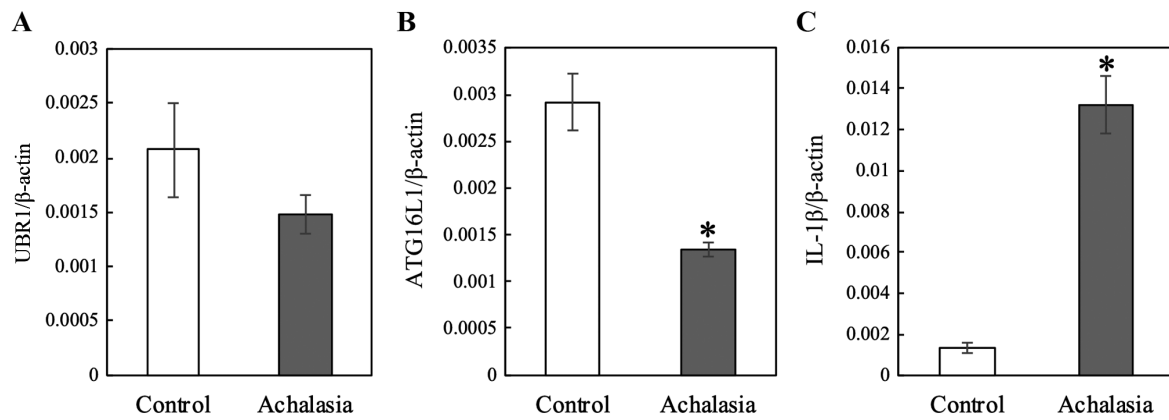 A
0.003
0.0025
0.002
0.0015
0.001
0.0005
0
UBR1/β-actin
Control Achalasia
B
0.0035
0.003
0.0025
0.002
0.0015
0.001
0.0005
0
ATG16L1/β-actin
*
Control Achalasia
C
0.016
0.014
0.012
0.01
0.008
0.006
0.004
0.002
0
IL-1β/β-actin
*
Control Achalasia